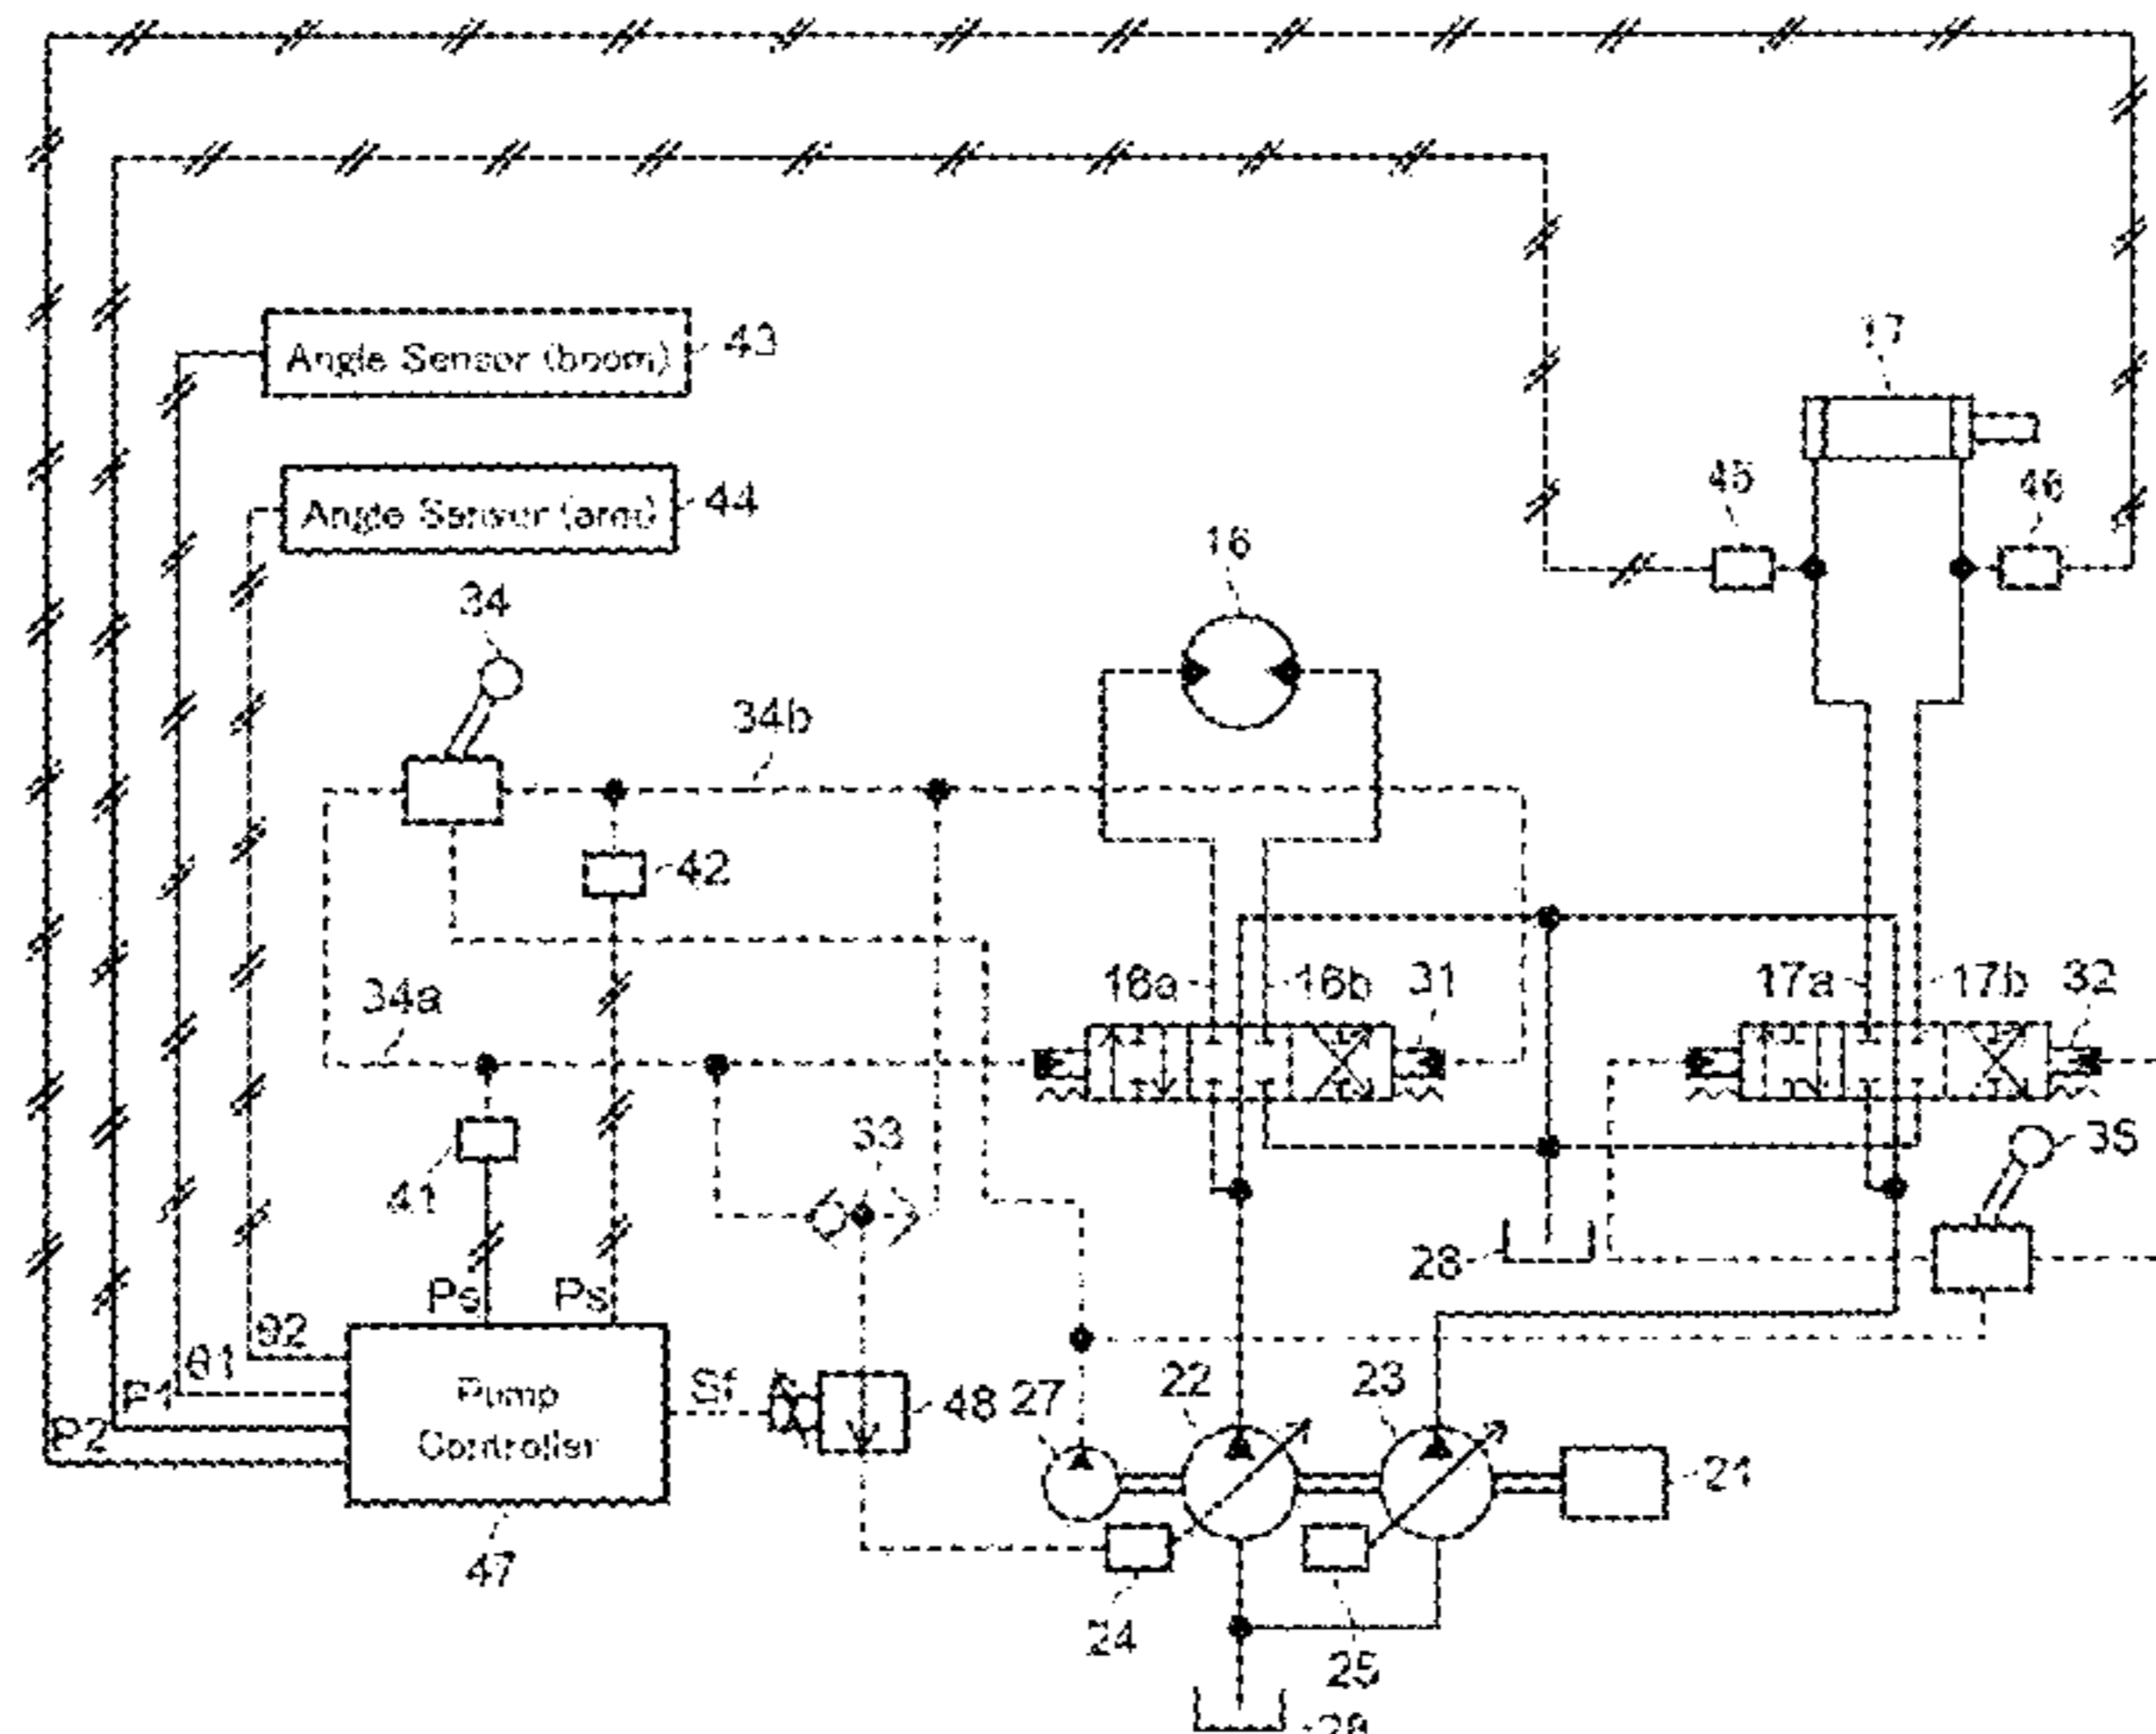 43
Angle Sensor (boom)
17
44
Angle Sensor (arm)
45
46
16
34
34b
42
34a
16a
16b
31
17a
17b
32
33
35
41
28
Ps
Ps
θ2
θ1
P1
P2
Sf
48
27
22
23
Pump
Controller
21
47
24
25